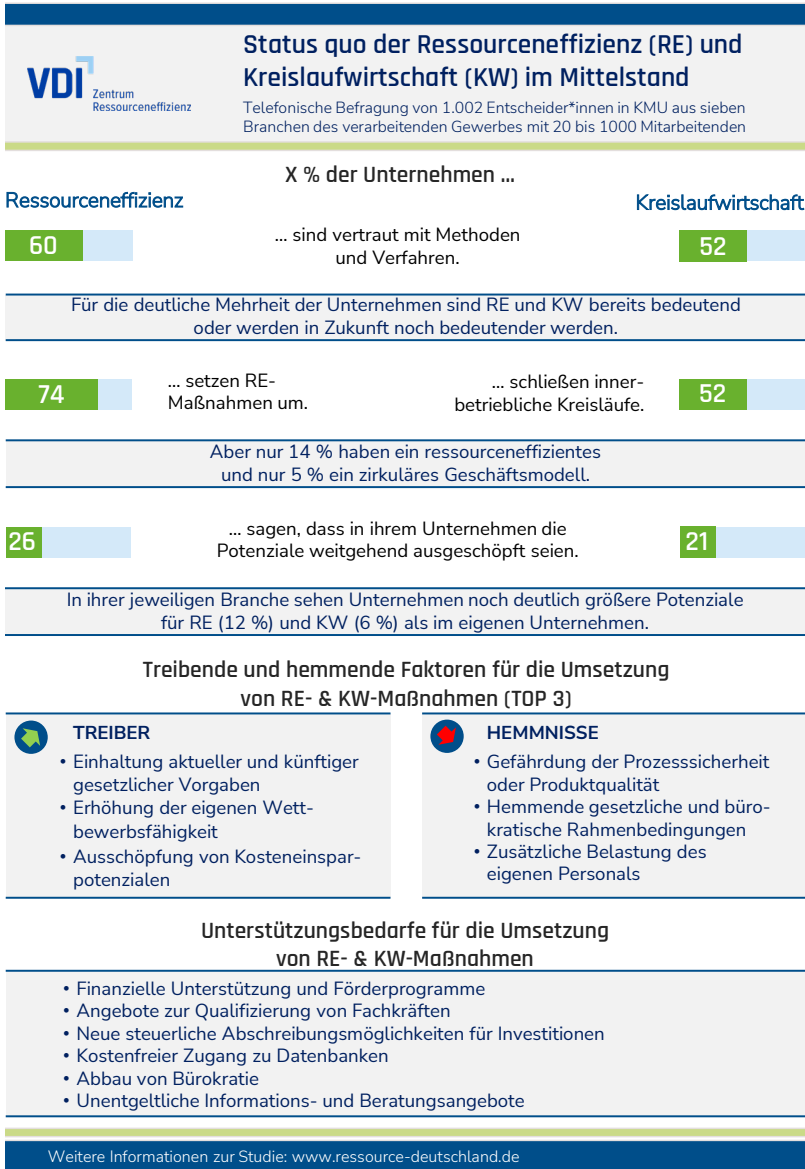 VDI
Zentrum
Ressourceneffizienz
Status quo der Ressourceneffizienz (RE) und
Kreislaufwirtschaft (KW) im Mittelstand
Telefonische Befragung von 1.002 Entscheider*innen in KMU aus sieben
Branchen des verarbeitenden Gewerbes mit 20 bis 1000 Mitarbeitenden
X % der Unternehmen ...
Ressourceneffizienz
Kreislaufwirtschaft
60
... sind vertraut mit Methoden
und Verfahren.
52
Für die deutliche Mehrheit der Unternehmen sind RE und KW bereits bedeutend
oder werden in Zukunft noch bedeutender werden.
74
... setzen RE-
Maßnahmen um.
... schließen inner-
betriebliche Kreisläufe.
52
Aber nur 14 % haben ein ressourceneffizientes
und nur 5 % ein zirkuläres Geschäftsmodell.
26
... sagen, dass in ihrem Unternehmen die
Potenziale weitgehend ausgeschöpft seien.
21
In ihrer jeweiligen Branche sehen Unternehmen noch deutlich größere Potenziale
für RE (12 %) und KW (6 %) als im eigenen Unternehmen.
Treibende und hemmende Faktoren für die Umsetzung
von RE- & KW-Maßnahmen (TOP 3)
TREIBER
• Einhaltung aktueller und künftiger
gesetzlicher Vorgaben
• Erhöhung der eigenen Wett-
bewerbsfähigkeit
• Ausschöpfung von Kosteneinspar-
potenzialen
HEMMNISSE
• Gefährdung der Prozesssicherheit
oder Produktqualität
• Hemmende gesetzliche und büro-
kratische Rahmenbedingungen
• Zusätzliche Belastung des
eigenen Personals
Unterstützungsbedarfe für die Umsetzung
von RE- & KW-Maßnahmen
• Finanzielle Unterstützung und Förderprogramme
• Angebote zur Qualifizierung von Fachkräften
• Neue steuerliche Abschreibungsmöglichkeiten für Investitionen
• Kostenfreier Zugang zu Datenbanken
• Abbau von Bürokratie
• Unentgeltliche Informations- und Beratungsangebote
Weitere Informationen zur Studie: www.ressource-deutschland.de